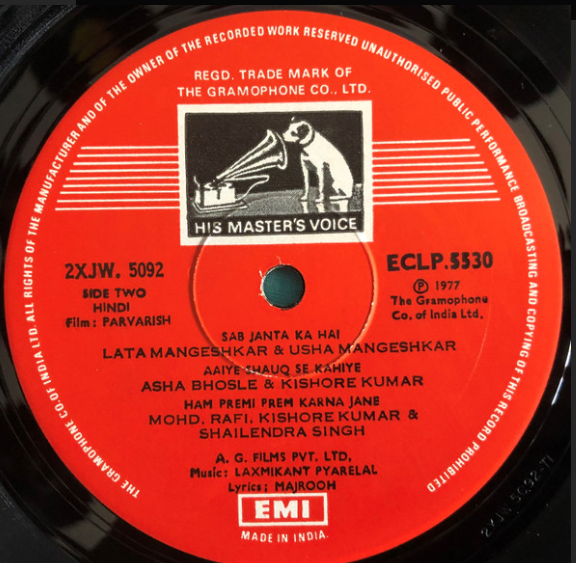 THE GRAMOPHONE CO. OF INDIA LTD. ALL RIGHTS OF THE MANUFACTURER AND OF THE OWNER OF THE RECORDED WORK RESERVED UNAUTHORISED PUBLIC PERFORMANCE BROADCASTING AND COPYING OF THIS RECORD PROHIBITED
REGD. TRADE MARK OF
THE GRAMOPHONE CO., LTD.
HIS MASTER'S VOICE
2XJW. 5092
SIDE TWO
HINDI
Film: PARVARISH
ECLP.5530
Ⓟ 1977
The Gramophone
Co. of India Ltd.
SAB JANTA KA HAI
LATA MANGESHKAR & USHA MANGESHKAR
AAIYE SHAUQ SE KAHIYE
ASHA BHOSLE & KISHORE KUMAR
HAM PREMI PREM KARNA JANE
MOHD. RAFI, KISHORE KUMAR &
SHAILENDRA SINGH
A. G. FILMS PVT. LTD,
Music: LAXMIKANT PYARELAL
Lyrics: MAJROOH
EMI
MADE IN INDIA.